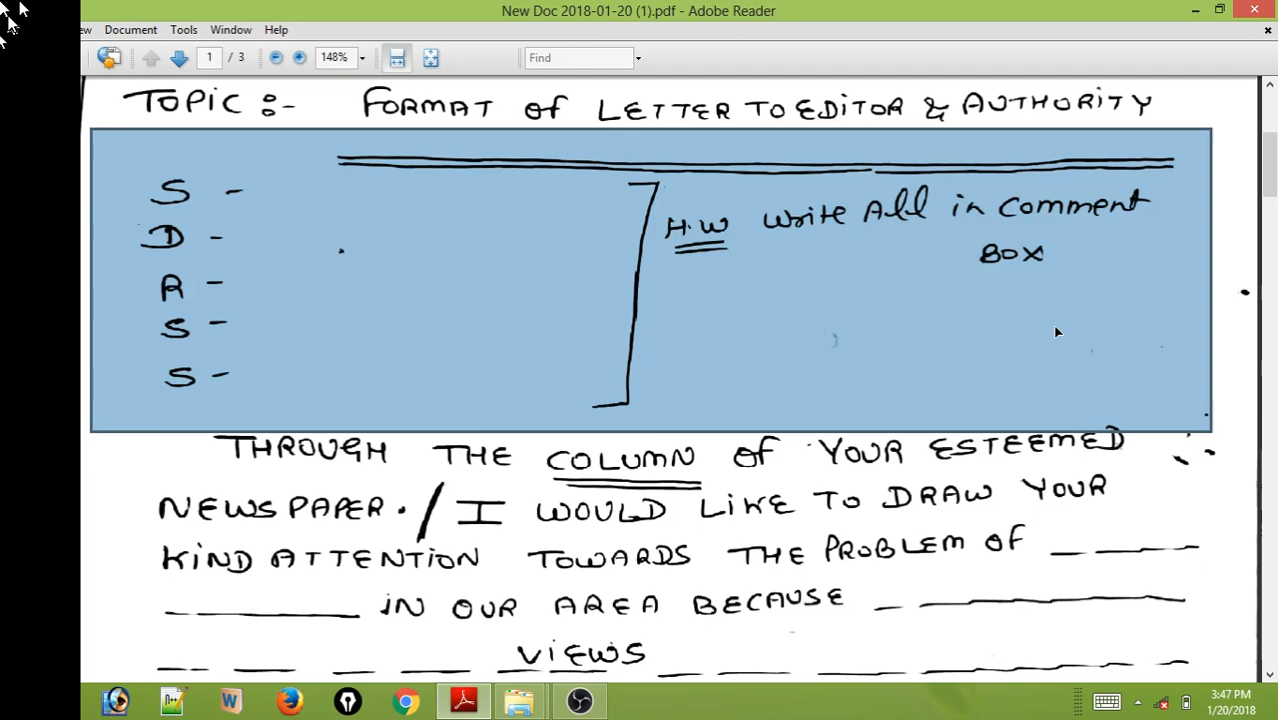 New Doc 2018-01-20 (1).pdf - Adobe Reader
ew Document Tools Window Help
1 / 3 148% Find
TOPIC :- FORMAT OF LETTER TO EDITOR & AUTHORITY
S -
D -
R -
S -
S -
H.W Write All in Comment
BOX
THROUGH THE COLUMN OF YOUR ESTEEMED
NEWSPAPER. / I WOULD LIKE TO DRAW YOUR
KIND ATTENTION TOWARDS THE PROBLEM OF
IN OUR AREA BECAUSE
VIEWS
3:47 PM
1/20/2018